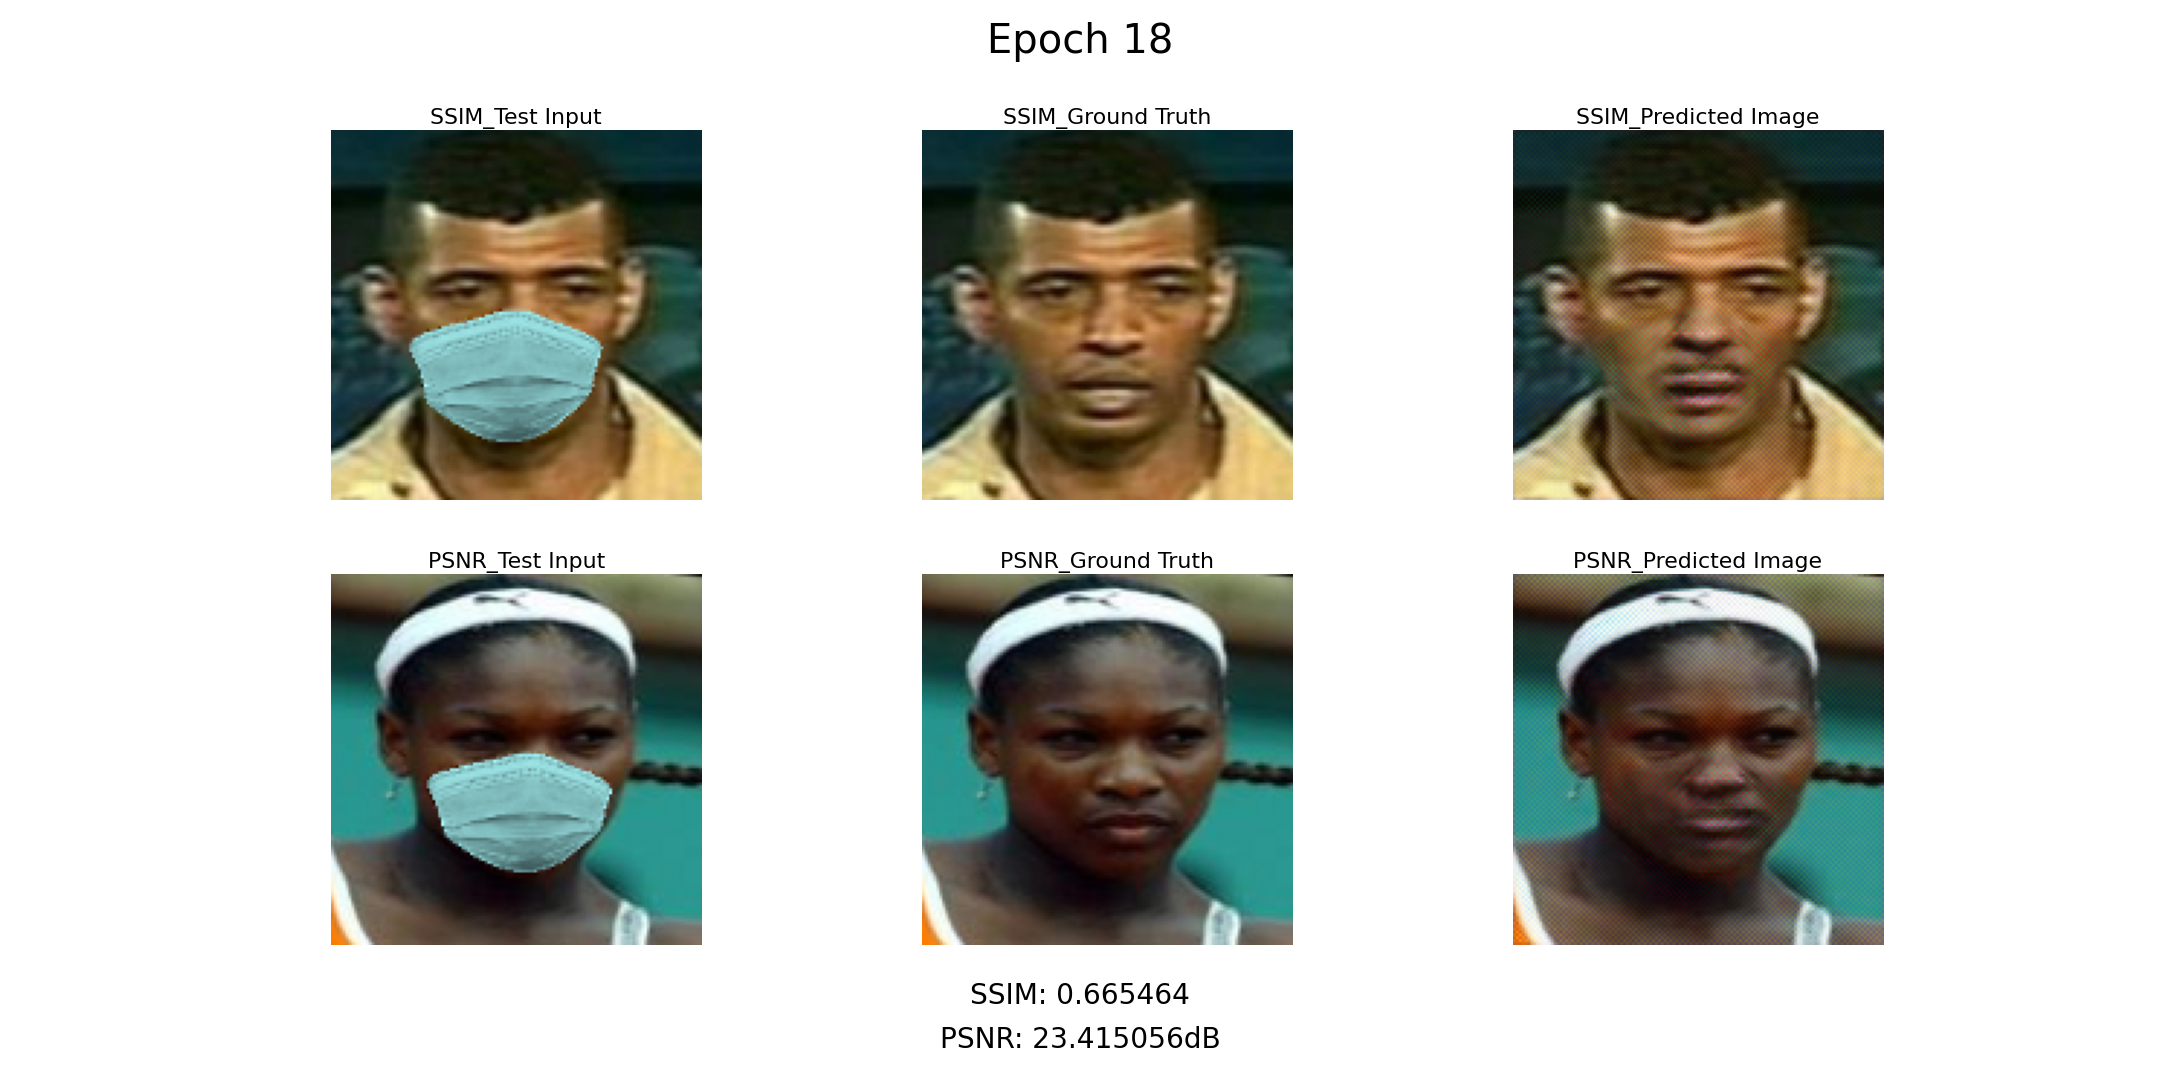 Epoch 18
SSIM_Test Input
SSIM_Ground Truth
SSIM_Predicted Image
PSNR_Test Input
PSNR_Ground Truth
PSNR_Predicted Image
SSIM: 0.665464
PSNR: 23.415056dB